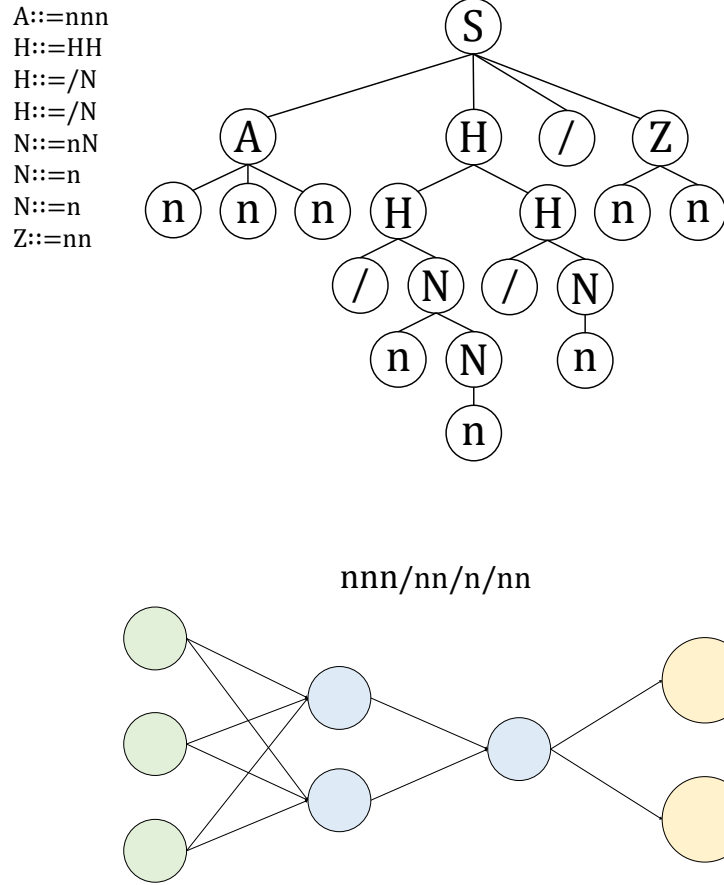 A::=nnn
H::=HH
H::=/N
H::=/N
N::=nN
N::=n
N::=n
Z::=nn
S
A H / Z
n n n H H n n
/ N / N
n N n
n
nnn/nn/n/nn